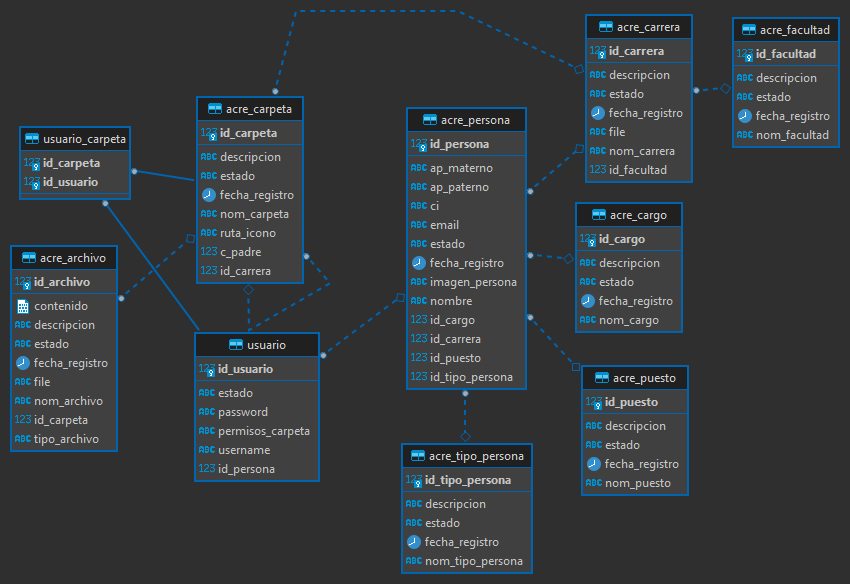 acre_carrera
123 id_carrera
ABC descripcion
ABC estado
fecha_registro
ABC file
ABC nom_carrera
123 id_facultad
acre_facultad
123 id_facultad
ABC descripcion
ABC estado
fecha_registro
ABC nom_facultad
acre_carpeta
123 id_carpeta
ABC descripcion
ABC estado
fecha_registro
ABC nom_carpeta
ABC ruta_icono
123 c_padre
123 id_carrera
acre_persona
123 id_persona
ABC ap_materno
ABC ap_paterno
ABC ci
ABC email
ABC estado
fecha_registro
ABC imagen_persona
ABC nombre
123 id_cargo
123 id_carrera
123 id_puesto
123 id_tipo_persona
usuario_carpeta
123 id_carpeta
123 id_usuario
acre_cargo
123 id_cargo
ABC descripcion
ABC estado
fecha_registro
ABC nom_cargo
acre_archivo
123 id_archivo
contenido
ABC descripcion
ABC estado
fecha_registro
ABC file
ABC nom_archivo
123 id_carpeta
ABC tipo_archivo
usuario
123 id_usuario
ABC estado
ABC password
ABC permisos_carpeta
ABC username
123 id_persona
acre_puesto
123 id_puesto
ABC descripcion
ABC estado
fecha_registro
ABC nom_puesto
acre_tipo_persona
123 id_tipo_persona
ABC descripcion
ABC estado
fecha_registro
ABC nom_tipo_persona